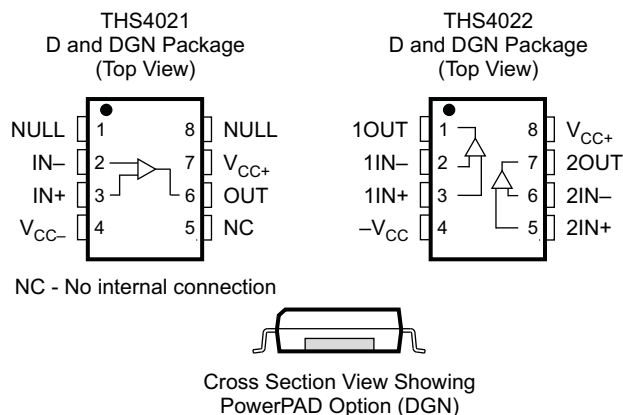 THS4021
D and DGN Package
(Top View)
NULL 1 8 NULL
IN– 2 7 VCC+
IN+ 3 6 OUT
VCC– 4 5 NC
NC - No internal connection
THS4022
D and DGN Package
(Top View)
1OUT 1 8 VCC+
1IN– 2 7 2OUT
1IN+ 3 6 2IN–
–VCC 4 5 2IN+
Cross Section View Showing
PowerPAD Option (DGN)